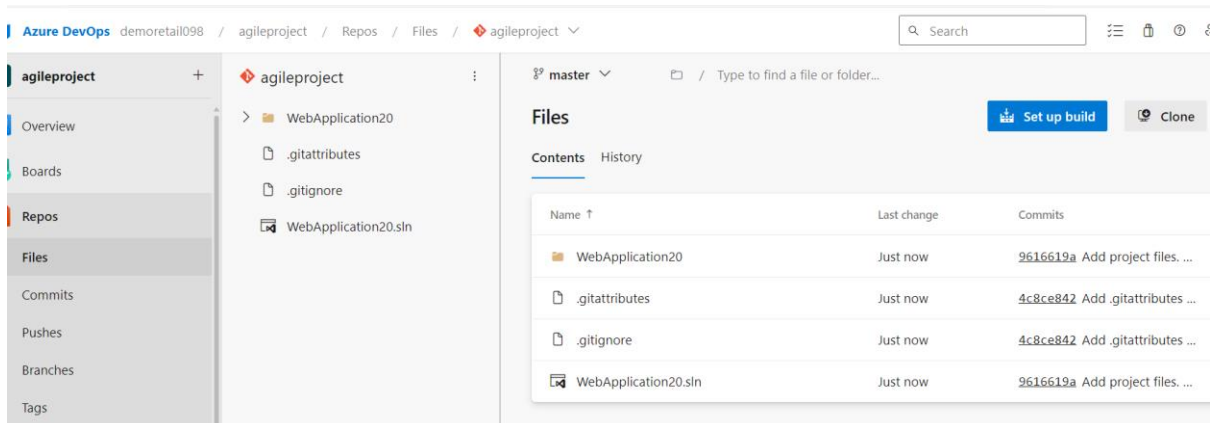 Azure DevOps demoretail098 / agileproject / Repos / Files / agileproject Search
agileproject +
Overview
Boards
Repos
Files
Commits
Pushes
Branches
Tags
agileproject
WebApplication20
.gitattributes
.gitignore
WebApplication20.sln
master / Type to find a file or folder...
Files Set up build Clone
Contents History
Name ↑ Last change Commits
WebApplication20 Just now 9616619a Add project files. ...
.gitattributes Just now 4c8ce842 Add .gitattributes ...
.gitignore Just now 4c8ce842 Add .gitattributes ...
WebApplication20.sln Just now 9616619a Add project files. ...